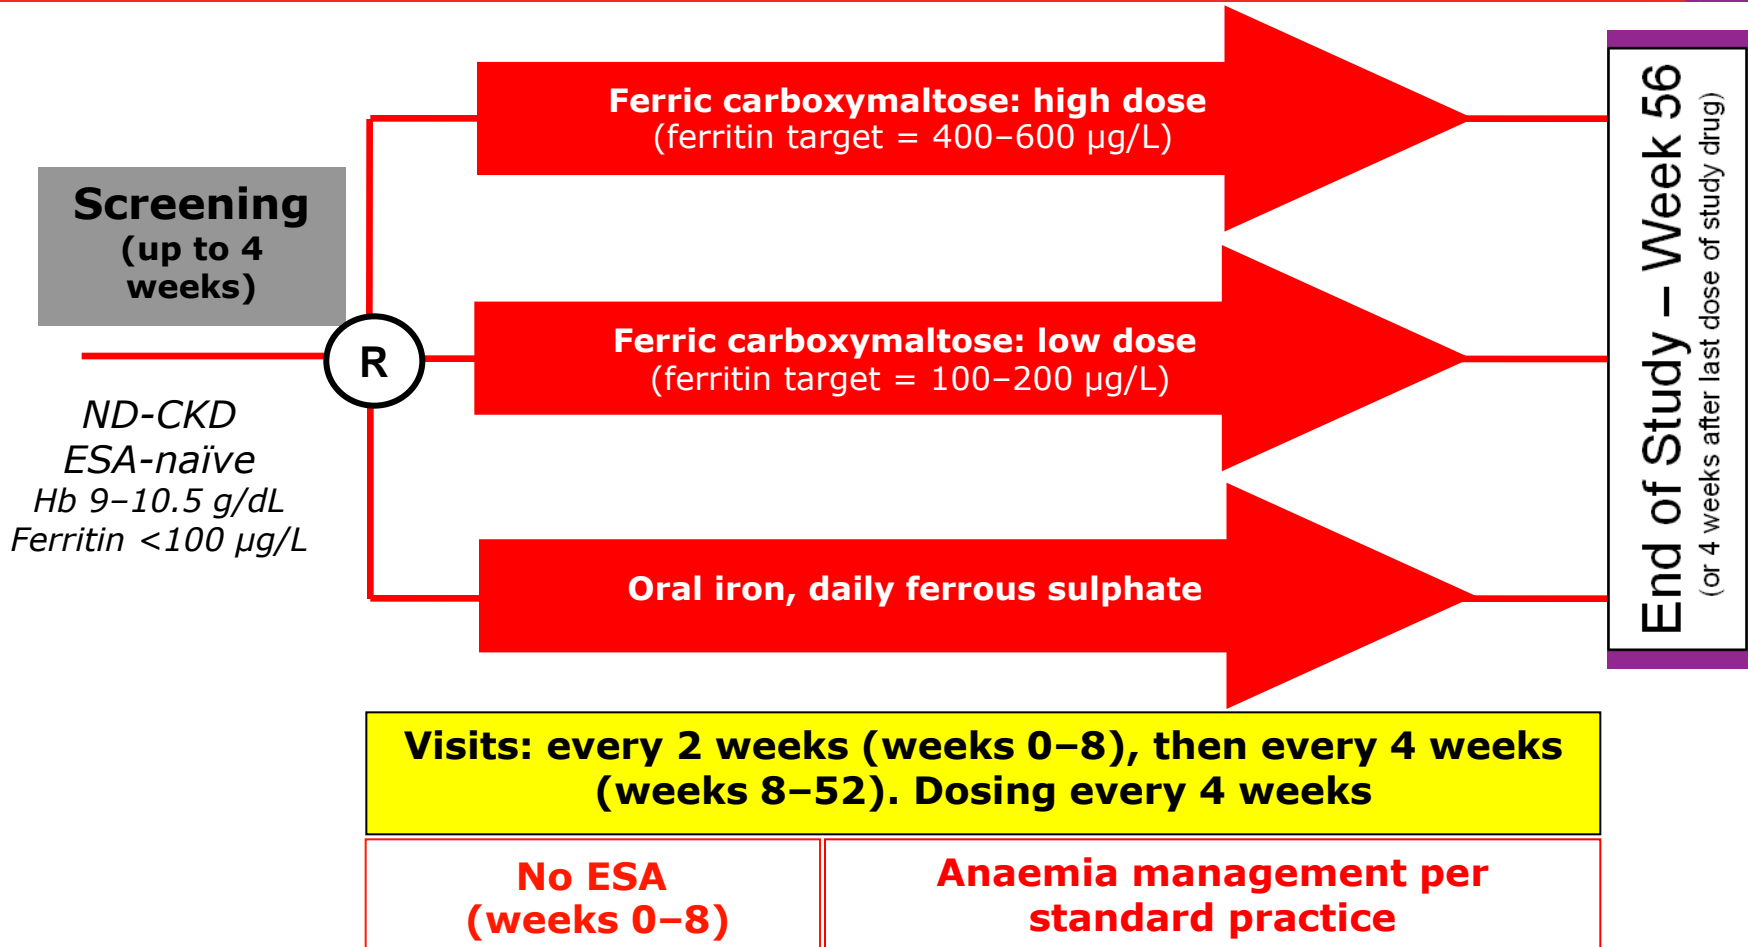 Ferric carboxymaltose: high dose
(ferritin target = 400–600 µg/L)
Screening
(up to 4
weeks)
R
Ferric carboxymaltose: low dose
(ferritin target = 100–200 µg/L)
ND-CKD
ESA-naïve
Hb 9–10.5 g/dL
Ferritin <100 µg/L
Oral iron, daily ferrous sulphate
End of Study – Week 56
(or 4 weeks after last dose of study drug)
Visits: every 2 weeks (weeks 0–8), then every 4 weeks
(weeks 8–52). Dosing every 4 weeks
No ESA
(weeks 0–8)
Anaemia management per
standard practice